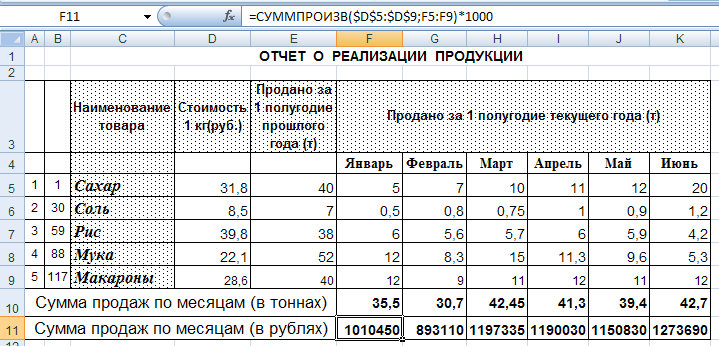 F11 fx =СУММПРОИЗВ($D$5:$D$9;F5:F9)*1000
A B C D E F G H I J K
1 ОТЧЕТ О РЕАЛИЗАЦИИ ПРОДУКЦИИ
2
3 Наименование товара Стоимость 1 кг(руб.) Продано за 1 полугодие прошлого года (т) Продано за 1 полугодие текущего года (т)
4 Январь Февраль Март Апрель Май Июнь
5 1 1 Сахар 31,8 40 5 7 10 11 12 20
6 2 30 Соль 8,5 7 0,5 0,8 0,75 1 0,9 1,2
7 3 59 Рис 39,8 38 6 5,6 5,7 6 5,9 4,2
8 4 88 Мука 22,1 52 12 8,3 15 11,3 9,6 5,3
9 5 117 Макароны 28,6 40 12 9 11 12 11 12
10 Сумма продаж по месяцам (в тоннах) 35,5 30,7 42,45 41,3 39,4 42,7
11 Сумма продаж по месяцам (в рублях) 1010450 893110 1197335 1190030 1150830 1273690